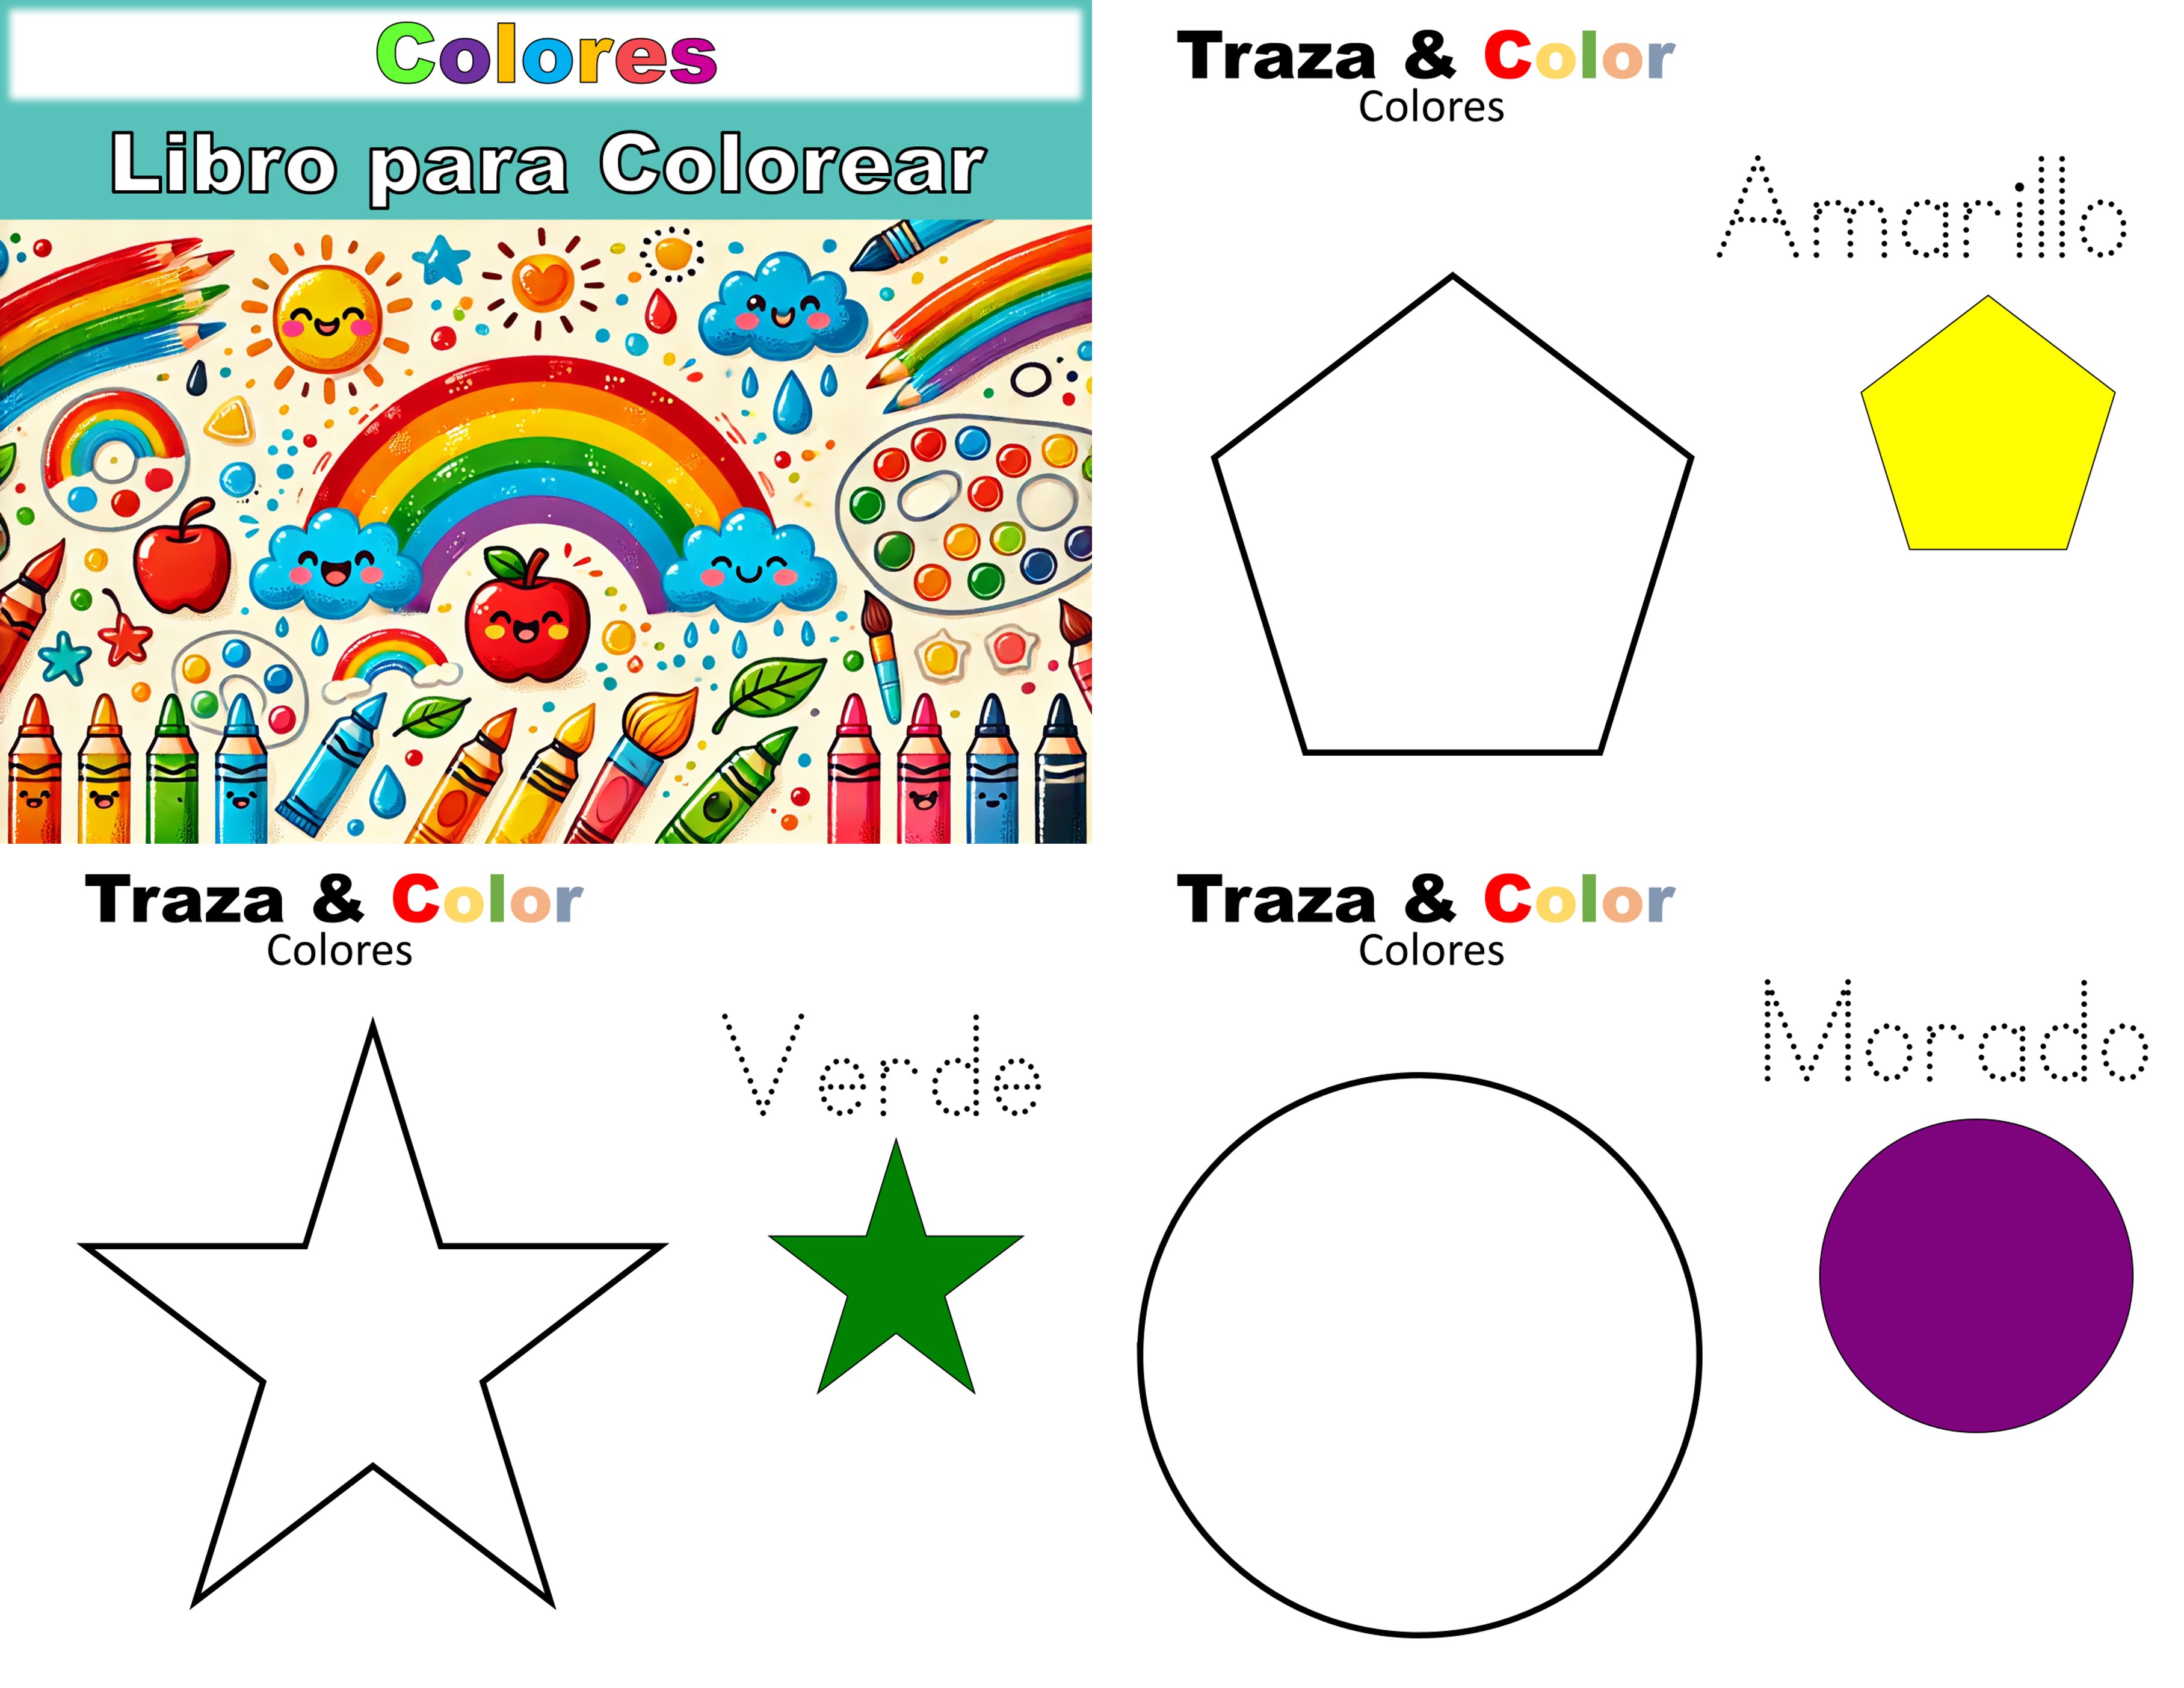 Colores
Libro para Colorear
Traza & Color
Colores
Amarillo
Traza & Color
Colores
Verde
Traza & Color
Colores
Morado